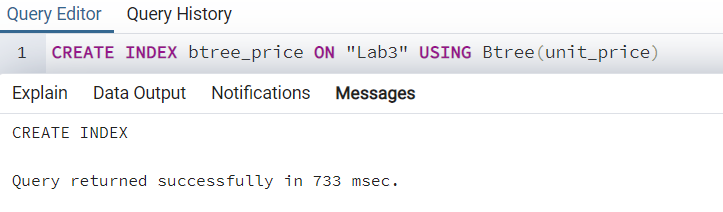 Query Editor Query History
1 CREATE INDEX btree_price ON "Lab3" USING Btree(unit_price)
Explain Data Output Notifications Messages
CREATE INDEX
Query returned successfully in 733 msec.